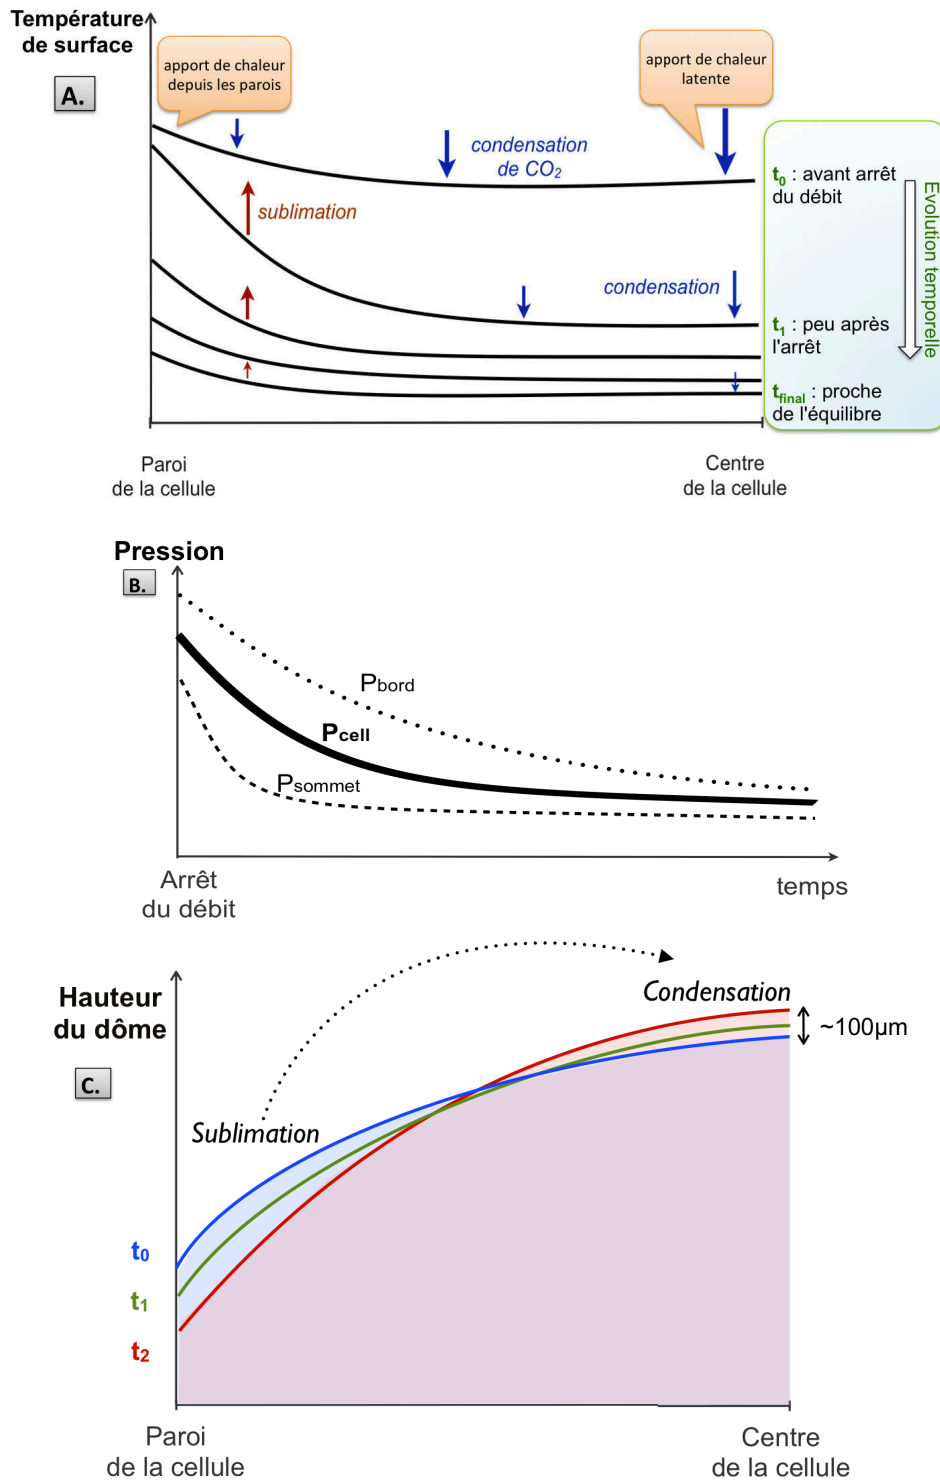 Température
de surface
A.
apport de chaleur
depuis les parois
apport de chaleur
latente
condensation
de CO₂
sublimation
condensation
t₀ : avant arrêt
du débit
t₁ : peu après
l'arrêt
tfinal : proche
de l'équilibre
Evolution temporelle
Paroi
de la cellule
Centre
de la cellule
Pression
B.
Pbord
Pcell
Psommet
Arrêt
du débit
temps
Hauteur
du dôme
C.
Condensation
~100µm
Sublimation
t₀
t₁
t₂
Paroi
de la cellule
Centre
de la cellule